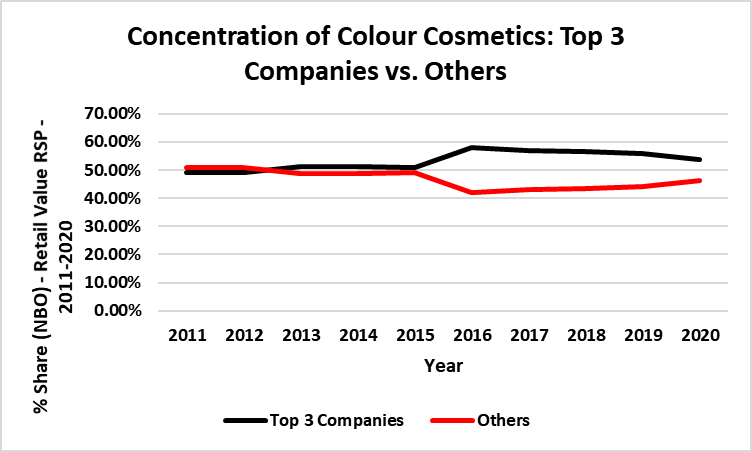 Concentration of Colour Cosmetics: Top 3
Companies vs. Others
% Share (NBO) - Retail Value RSP -
2011-2020
70.00%
60.00%
50.00%
40.00%
30.00%
20.00%
10.00%
0.00%
2011 2012 2013 2014 2015 2016 2017 2018 2019 2020
Year
Top 3 Companies Others